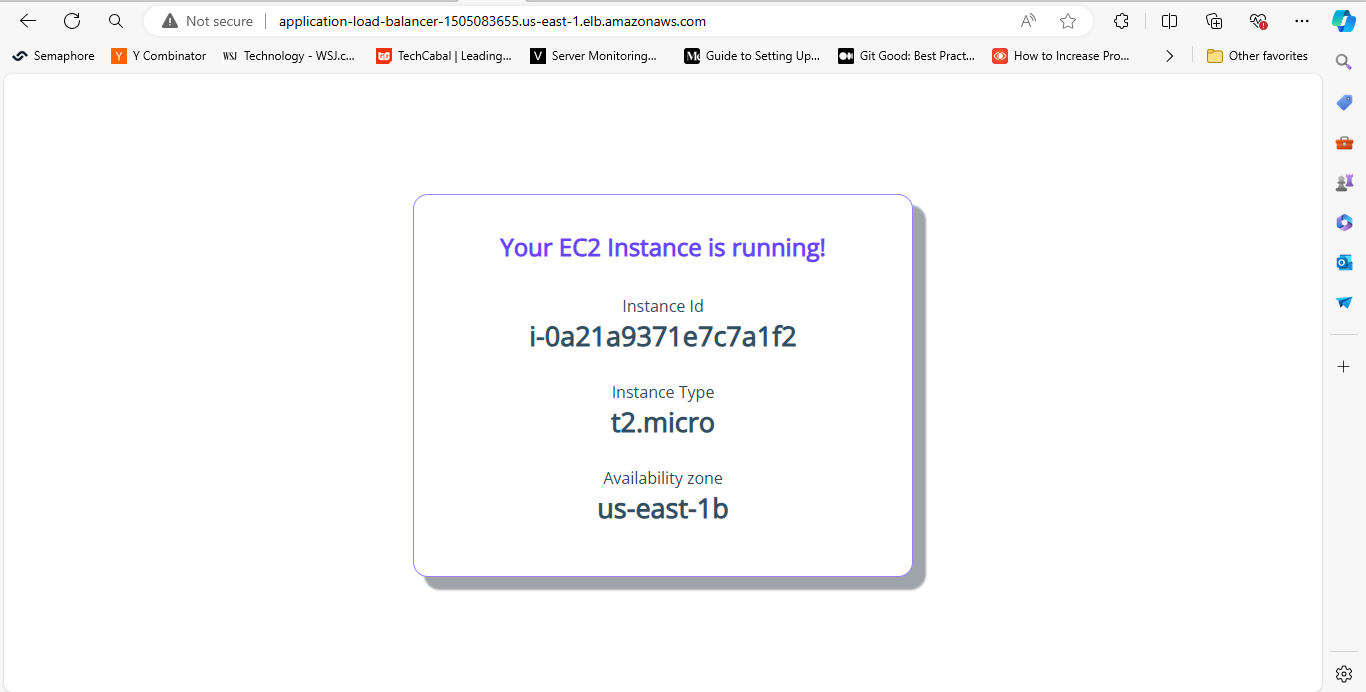 Not secure
application-load-balancer-1505083655.us-east-1.elb.amazonaws.com
Semaphore
Y Combinator
WSJ Technology - WSJ.c...
TechCabal | Leading...
Server Monitoring...
Guide to Setting Up...
Git Good: Best Pract...
How to Increase Pro...
Other favorites
Your EC2 Instance is running!
Instance Id
i-0a21a9371e7c7a1f2
Instance Type
t2.micro
Availability zone
us-east-1b